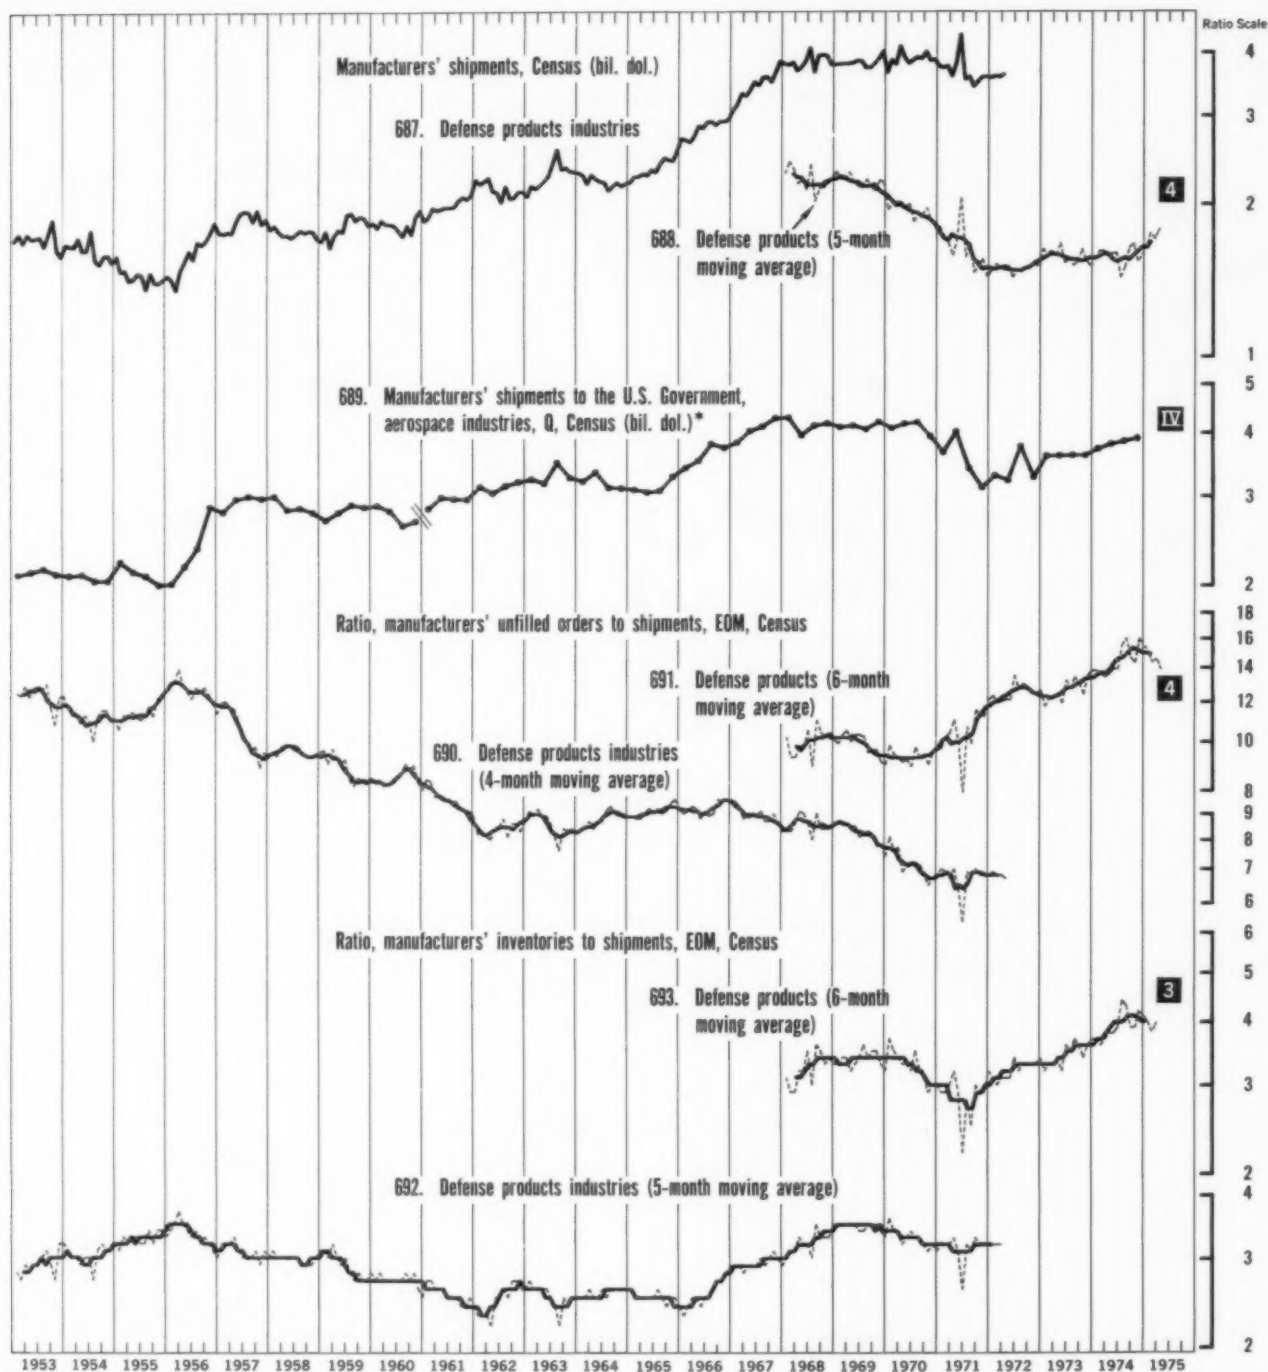 Ratio Scale
4
Manufacturers' shipments, Census (bil. dol.)
3
687. Defense products industries
4
2
688. Defense products (5-month
moving average)
1
5
689. Manufacturers' shipments to the U.S. Government,
aerospace industries, Q, Census (bil. dol.)*
IV
4
3
2
18
Ratio, manufacturers' unfilled orders to shipments, EOM, Census
16
14
691. Defense products (6-month
moving average)
4
12
10
690. Defense products industries
(4-month moving average)
8
9
8
7
6
Ratio, manufacturers' inventories to shipments, EOM, Census
6
5
693. Defense products (6-month
moving average)
3
4
3
2
692. Defense products industries (5-month moving average)
4
3
2
1953 1954 1955 1956 1957 1958 1959 1960 1961 1962 1963 1964 1965 1966 1967 1968 1969 1970 1971 1972 1973 1974 1975